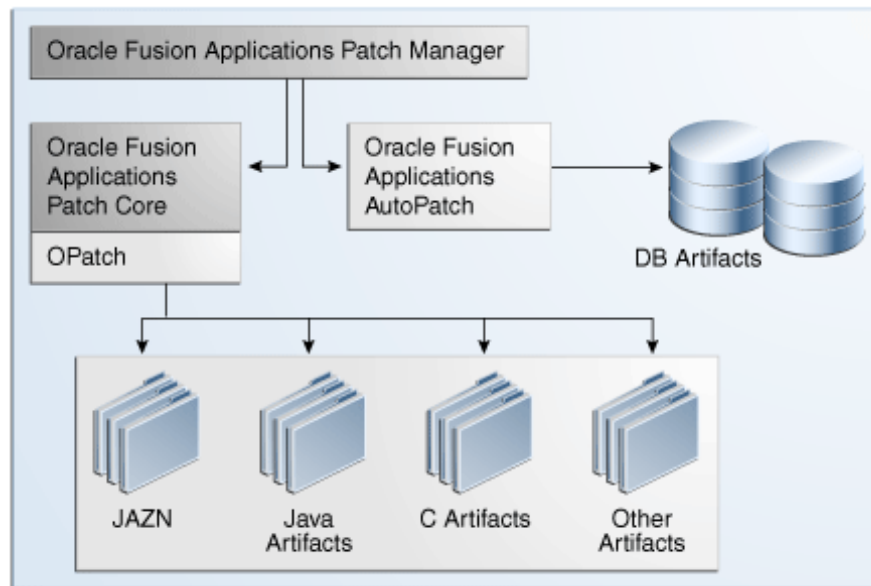 Oracle Fusion Applications Patch Manager
Oracle Fusion
Applications
Patch Core
OPatch
Oracle Fusion
Applications
AutoPatch
DB Artifacts
JAZN
Java
Artifacts
C Artifacts
Other
Artifacts